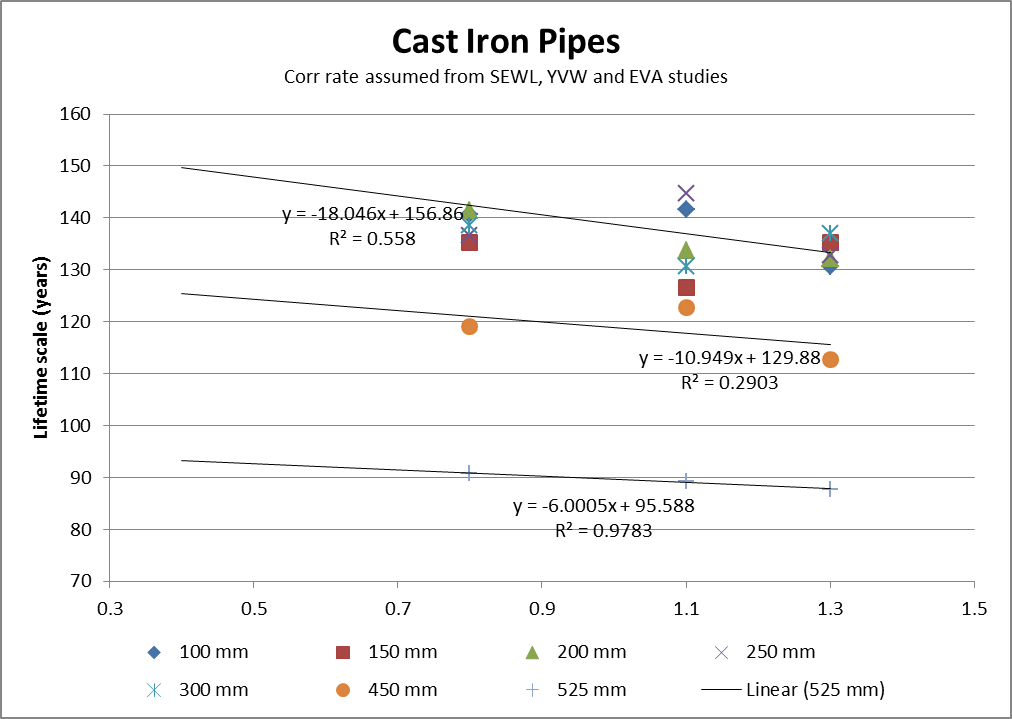 Cast Iron Pipes
Corr rate assumed from SEWL, YVW and EVA studies
160
150
140
130
120
110
100
90
80
70
Lifetime scale (years)
y = -18.046x + 156.86
R² = 0.558
y = -10.949x + 129.88
R² = 0.2903
y = -6.0005x + 95.588
R² = 0.9783
0.3 0.5 0.7 0.9 1.1 1.3 1.5
100 mm 150 mm 200 mm 250 mm
300 mm 450 mm 525 mm Linear (525 mm)